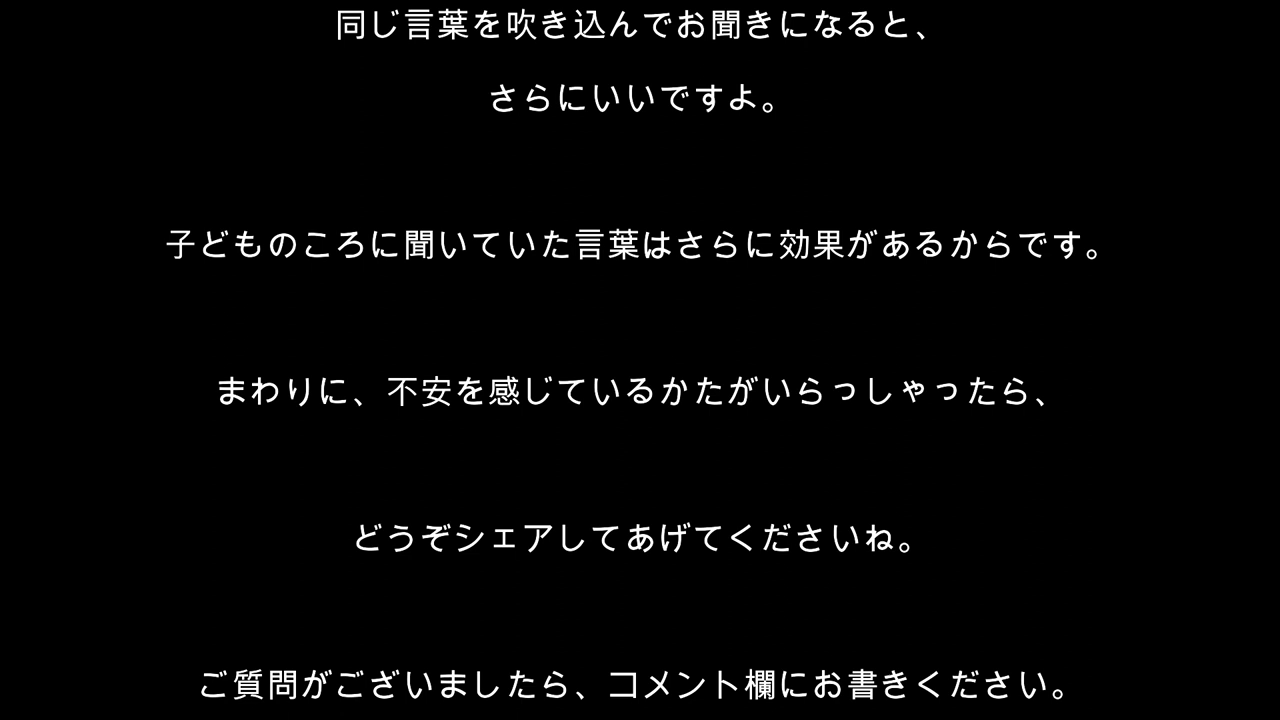 同じ言葉を吹き込んでお聞きになると、
さらにいいですよ。
子どものころに聞いていた言葉はさらに効果があるからです。
まわりに、不安を感じているかたがいらっしゃったら、
どうぞシェアしてあげてくださいね。
ご質問がございましたら、コメント欄にお書きください。